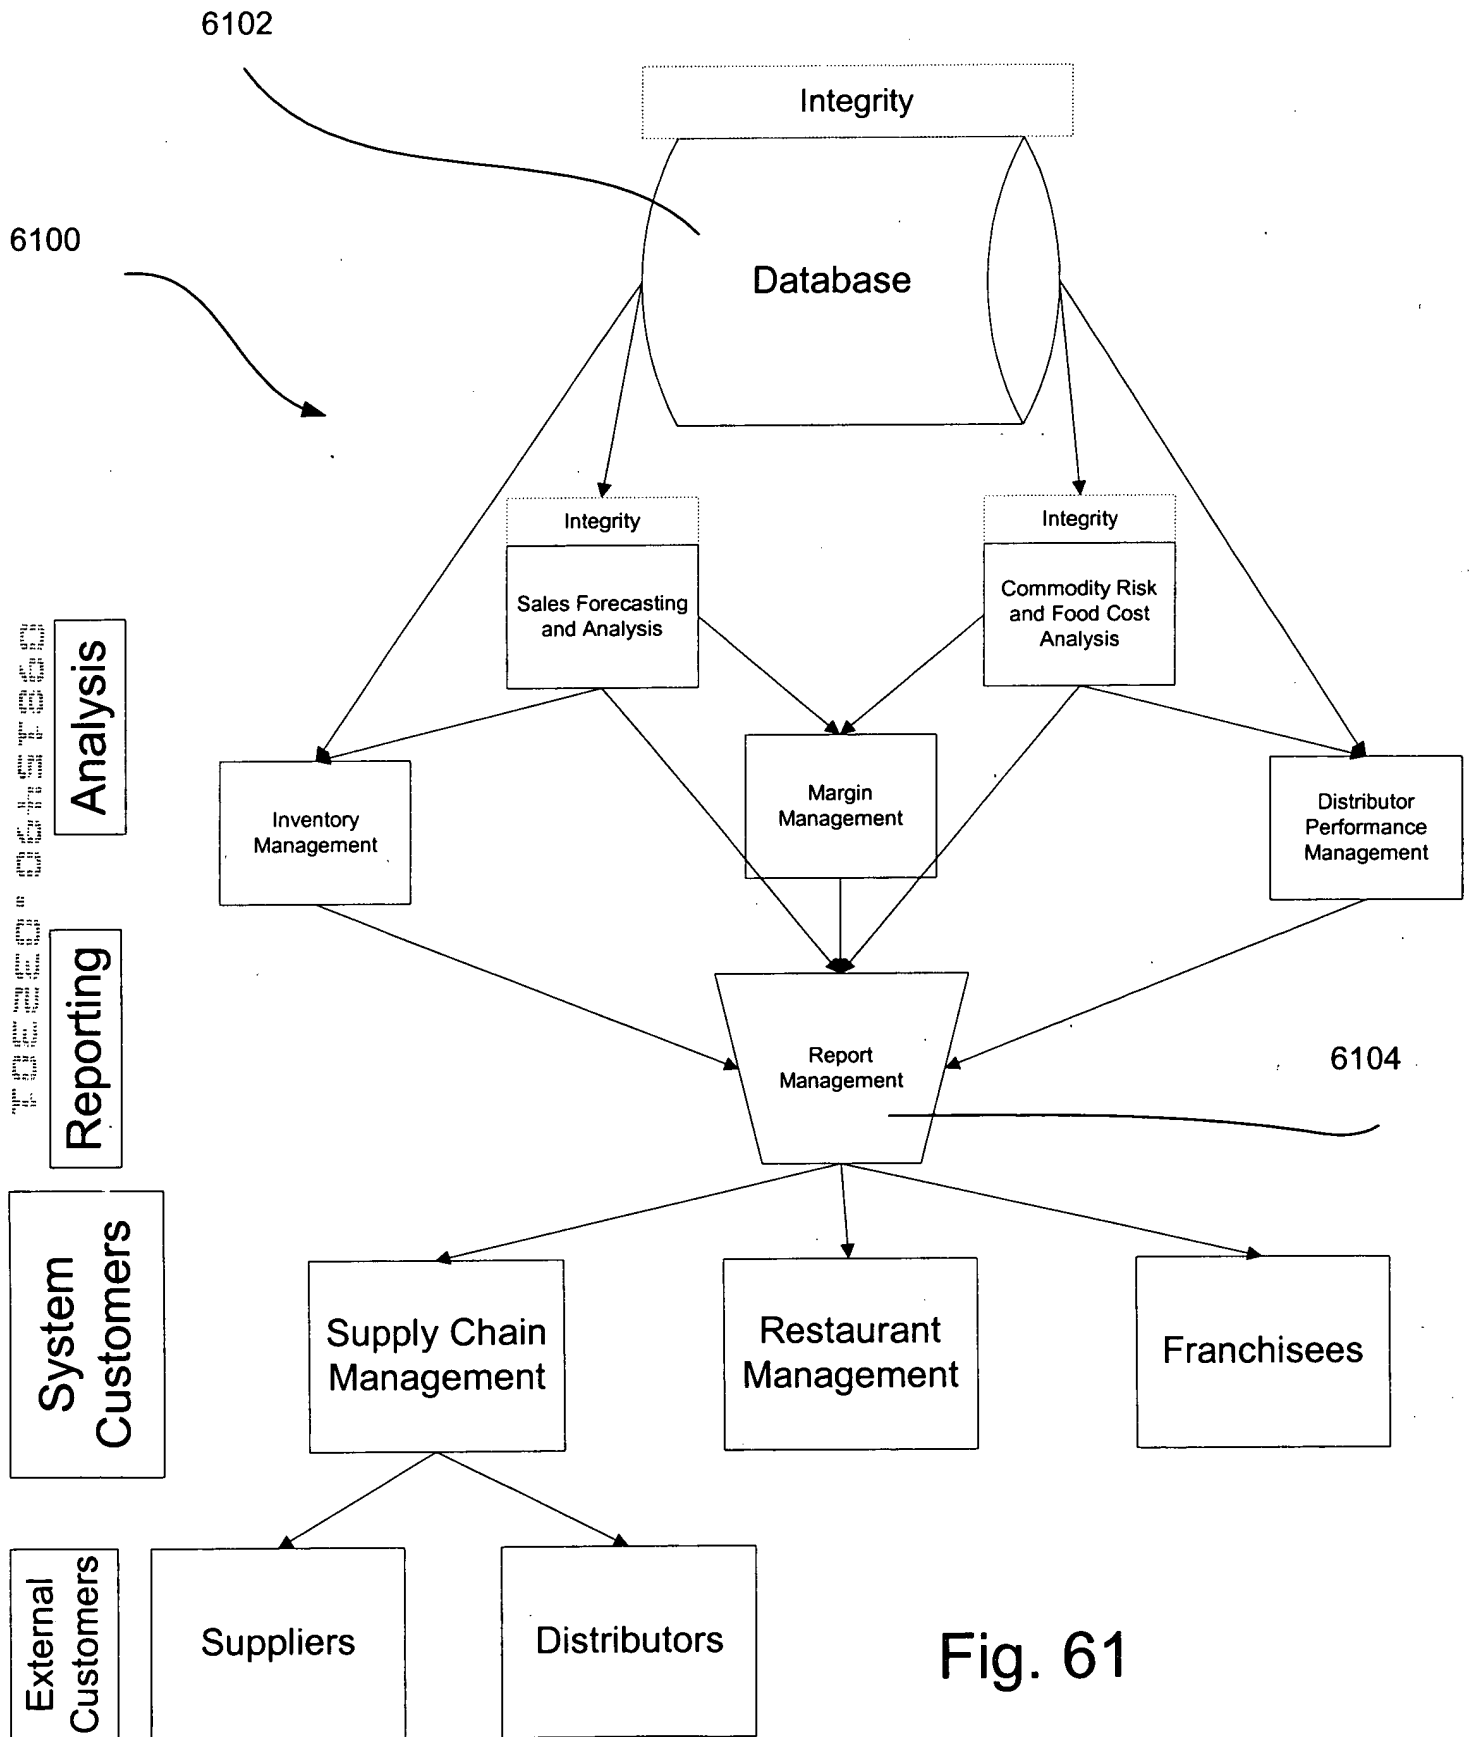 6102
Integrity
6100
Database
Integrity
Integrity
Sales Forecasting
and Analysis
Commodity Risk
and Food Cost
Analysis
Analysis
Inventory
Management
Margin
Management
Distributor
Performance
Management
Reporting
Report
Management
6104
System
Customers
Supply Chain
Management
Restaurant
Management
Franchisees
External
Customers
Suppliers
Distributors
Fig. 61